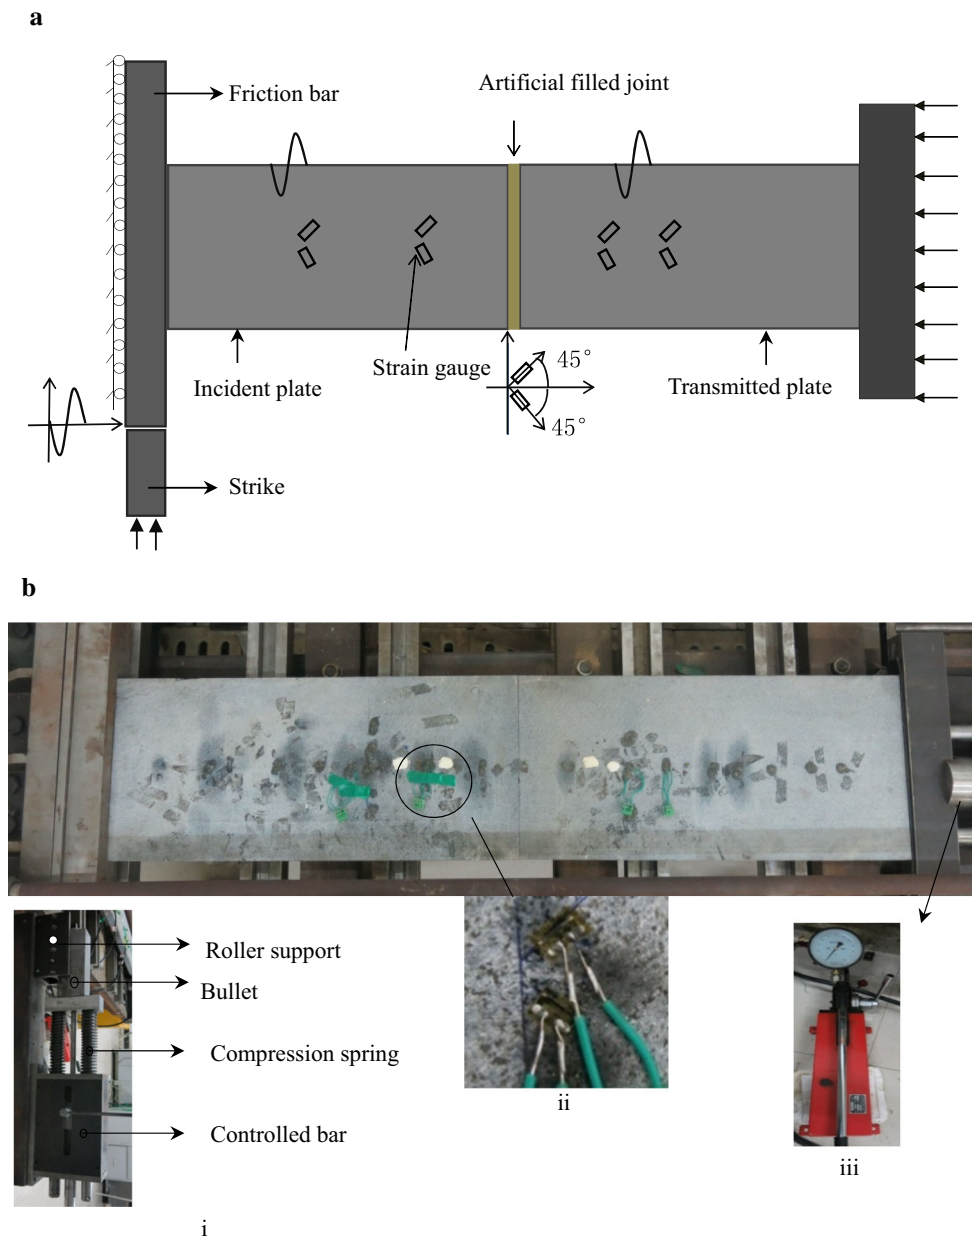 a
Artificial filled joint
Friction bar
Strain gauge
45°
Incident plate
Transmitted plate
45°
Strike
b
Roller support
Bullet
Compression spring
ii
Controlled bar
iii
i